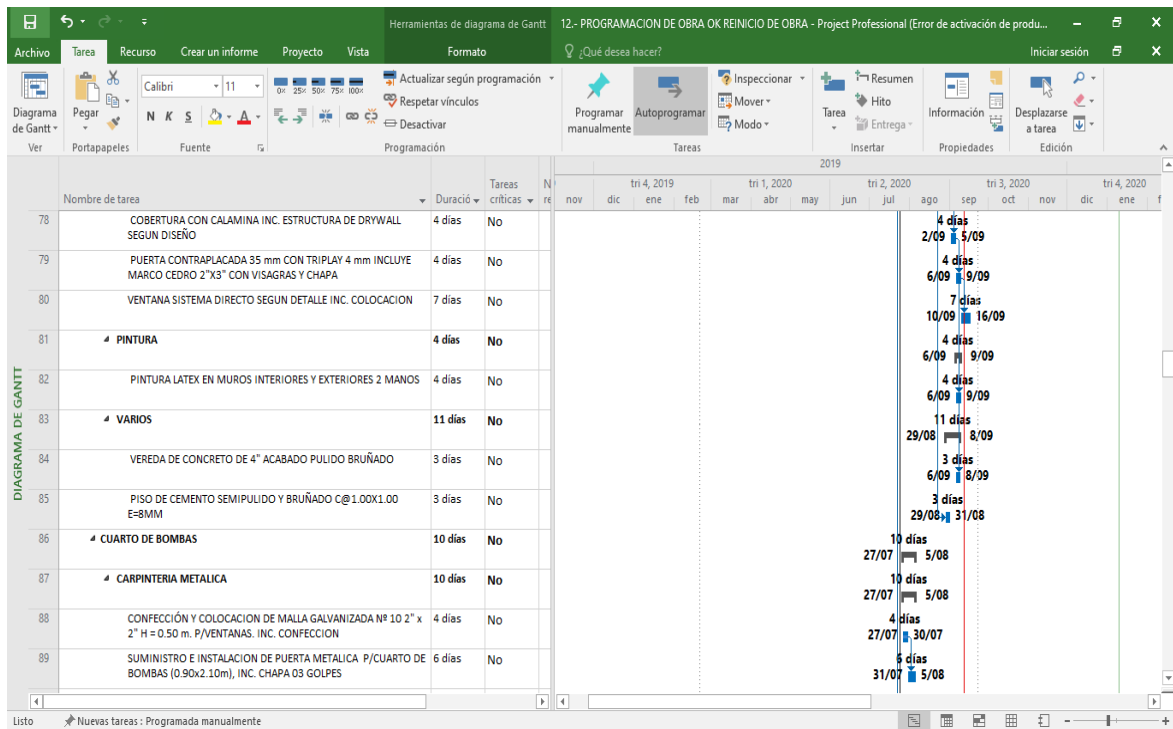 Herramientas de diagrama de Gantt
12.- PROGRAMACION DE OBRA OK REINICIO DE OBRA - Project Professional (Error de activación de produ...
Archivo Tarea Recurso Crear un informe Proyecto Vista Formato ¿Qué desea hacer? Iniciar sesión
Diagrama de Gantt
Ver
Pegar
Portapapeles
Calibri 11
N K S
Fuente
0× 25× 50× 75× 100×
Actualizar según programación
Respetar vínculos
Desactivar
Programación
Programar manualmente
Autoprogramar
Inspeccionar
Mover
Modo
Tareas
Tarea
Resumen
Hito
Entrega
Insertar
Información
Propiedades
Desplazarse a tarea
Edición
DIAGRAMA DE GANTT
Nombre de tarea Duració Tareas críticas N re
2019
tri 4, 2019 tri 1, 2020 tri 2, 2020 tri 3, 2020 tri 4, 2020
nov dic ene feb mar abr may jun jul ago sep oct nov dic ene f
78 COBERTURA CON CALAMINA INC. ESTRUCTURA DE DRYWALL 4 días No
SEGUN DISEÑO
4 días
2/09 5/09
79 PUERTA CONTRAPLACADA 35 mm CON TRIPLAY 4 mm INCLUYE 4 días No
MARCO CEDRO 2"X3" CON VISAGRAS Y CHAPA
4 días
6/09 9/09
80 VENTANA SISTEMA DIRECTO SEGUN DETALLE INC. COLOCACION 7 días No
7 días
10/09 16/09
81 PINTURA 4 días No
4 días
6/09 9/09
82 PINTURA LATEX EN MUROS INTERIORES Y EXTERIORES 2 MANOS 4 días No
4 días
6/09 9/09
83 VARIOS 11 días No
11 días
29/08 8/09
84 VEREDA DE CONCRETO DE 4" ACABADO PULIDO BRUÑADO 3 días No
3 días
6/09 8/09
85 PISO DE CEMENTO SEMIPULIDO Y BRUÑADO C@1.00X1.00 3 días No
E=8MM
3 días
29/08 31/08
86 CUARTO DE BOMBAS 10 días No
10 días
27/07 5/08
87 CARPINTERIA METALICA 10 días No
10 días
27/07 5/08
88 CONFECCIÓN Y COLOCACION DE MALLA GALVANIZADA Nº 10 2" x 4 días No
2" H = 0.50 m. P/VENTANAS. INC. CONFECCION
4 días
27/07 30/07
89 SUMINISTRO E INSTALACION DE PUERTA METALICA P/CUARTO DE 6 días No
BOMBAS (0.90x2.10m), INC. CHAPA 03 GOLPES
6 días
31/07 5/08
Listo Nuevas tareas : Programada manualmente